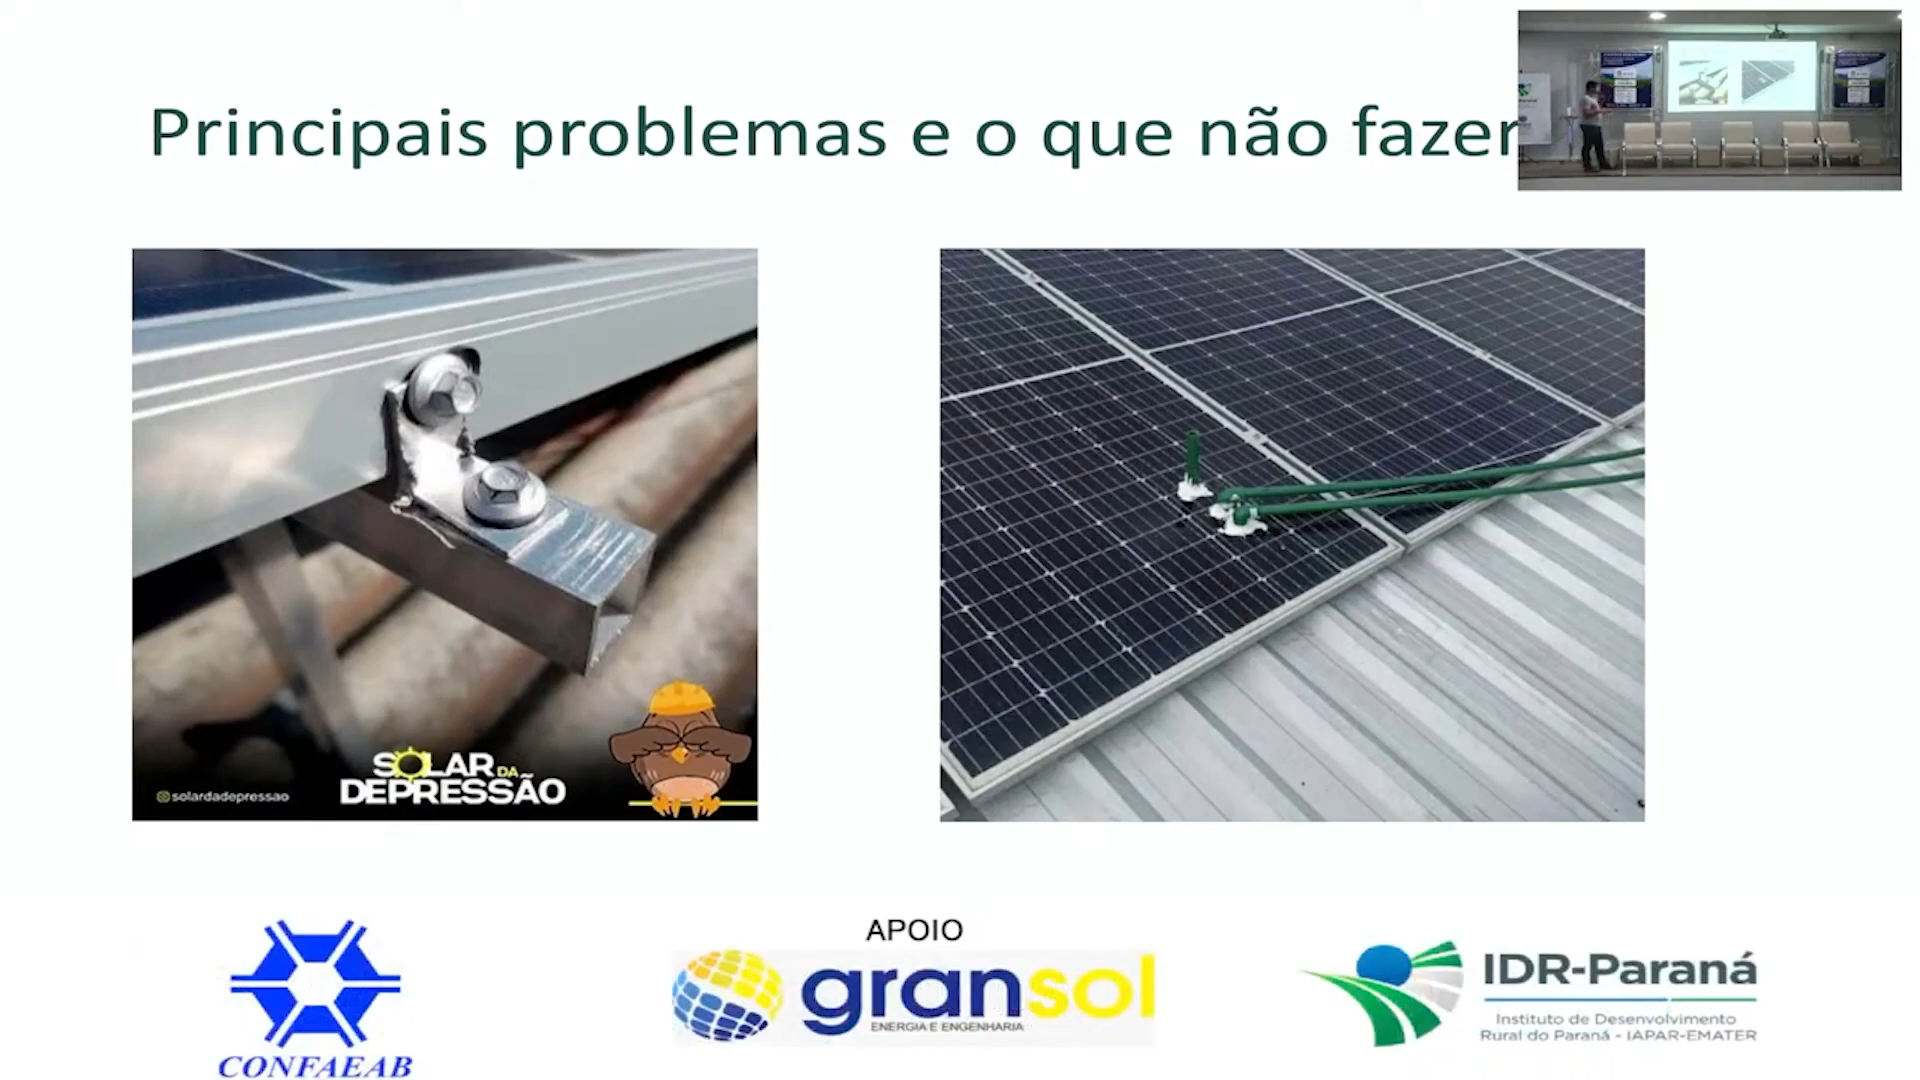 Principais problemas e o que não fazer
SOLAR DA
DEPRESSÃO
solardadepressao
APOIO
CONFAEAB
gransol
ENERGIA E ENGENHARIA
IDR-Paraná
Instituto de Desenvolvimento
Rural do Paraná - IAPAR-EMATER